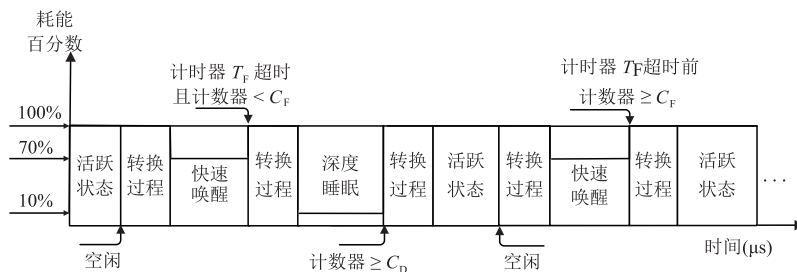 耗能
百分数
计时器 T_F 超时
且计数器 < C_F
计时器 TF超时前
计数器 ≥ C_F
100%
70%
10%
活跃
状态
转换
过程
快速
唤醒
转换
过程
深度
睡眠
转换
过程
活跃
状态
转换
过程
快速
唤醒
转换
过程
活跃
状态
···
空闲
计数器 ≥ C_D
空闲
时间(μs)